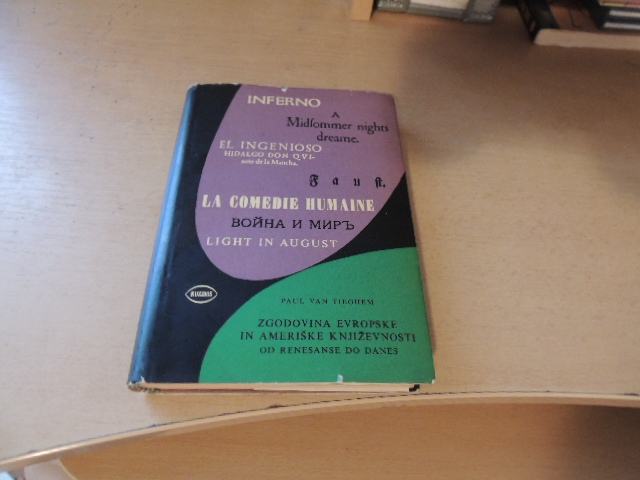 INFERNO
A
Midſommer nights
dreame.
EL INGENIOSO
HIDALGO DON QVI-
xote de la Mancha.
Fauſt.
LA COMEDIE HUMAINE
ВОЙНА И МИРЪ
LIGHT IN AUGUST
PAUL VAN TIEGHEM
ZGODOVINA EVROPSKE
IN AMERIŠKE KNJIŽEVNOSTI
OD RENESANSE DO DANES